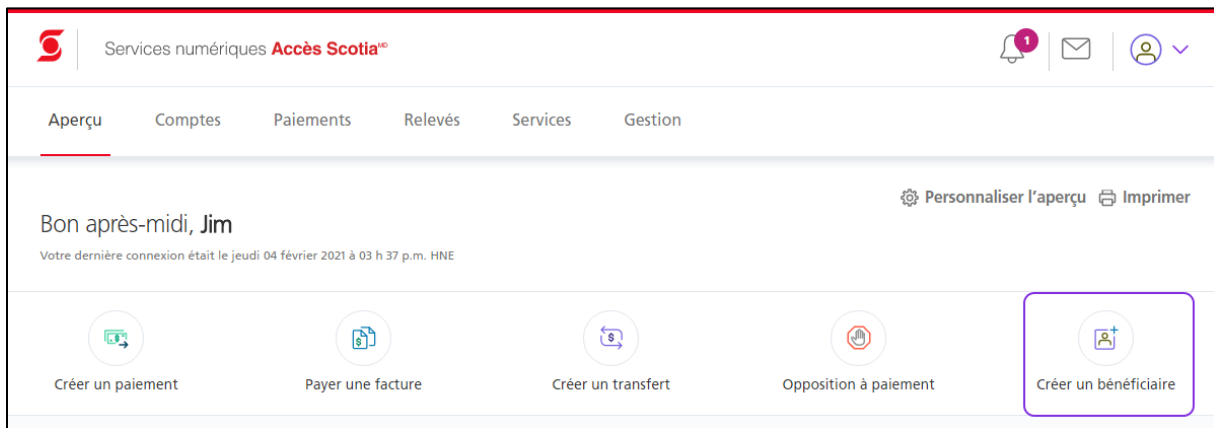 Services numériques Accès Scotia MD
1
Aperçu Comptes Paiements Relevés Services Gestion
Personnaliser l'aperçu Imprimer
Bon après-midi, Jim
Votre dernière connexion était le jeudi 04 février 2021 à 03 h 37 p.m. HNE
Créer un paiement Payer une facture Créer un transfert Opposition à paiement Créer un bénéficiaire